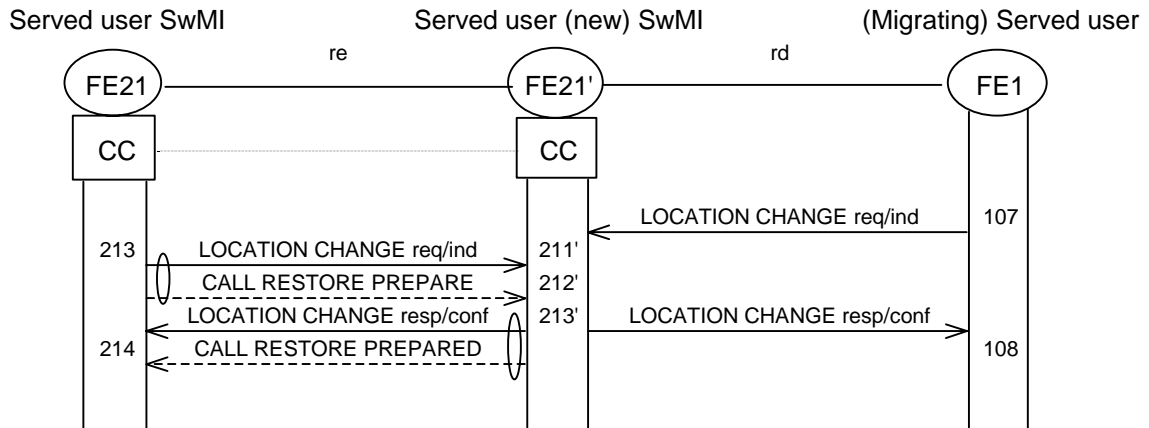 Served user SwMI
Served user (new) SwMI
(Migrating) Served user
re
rd
FE21
FE21'
FE1
CC
CC
LOCATION CHANGE req/ind
107
213
LOCATION CHANGE req/ind
211'
CALL RESTORE PREPARE
212'
LOCATION CHANGE resp/conf
213'
LOCATION CHANGE resp/conf
214
CALL RESTORE PREPARED
108